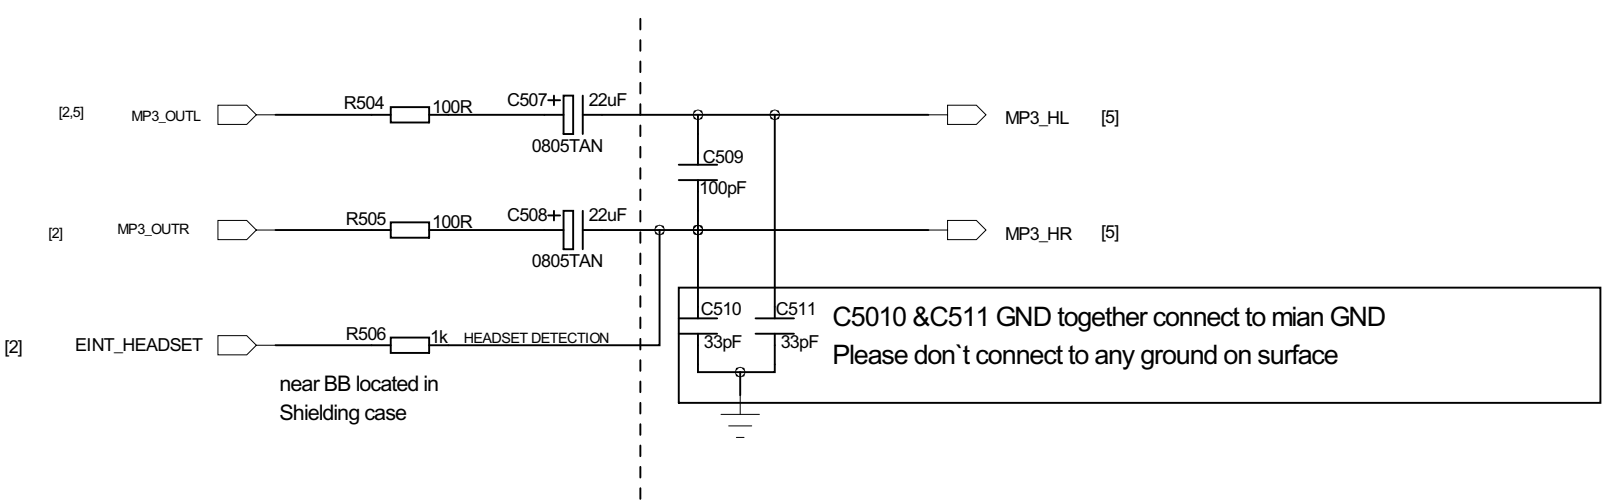 [2,5] MP3_OUTL R504 100R C507+ 22uF MP3_HL [5]
0805TAN
C509
100pF
[2] MP3_OUTR R505 100R C508+ 22uF MP3_HR [5]
0805TAN
C510 C511 C5010 &C511 GND together connect to mian GND
[2] EINT_HEADSET R506 1k HEADSET DETECTION 33pF 33pF Please don`t connect to any ground on surface
near BB located in
Shielding case